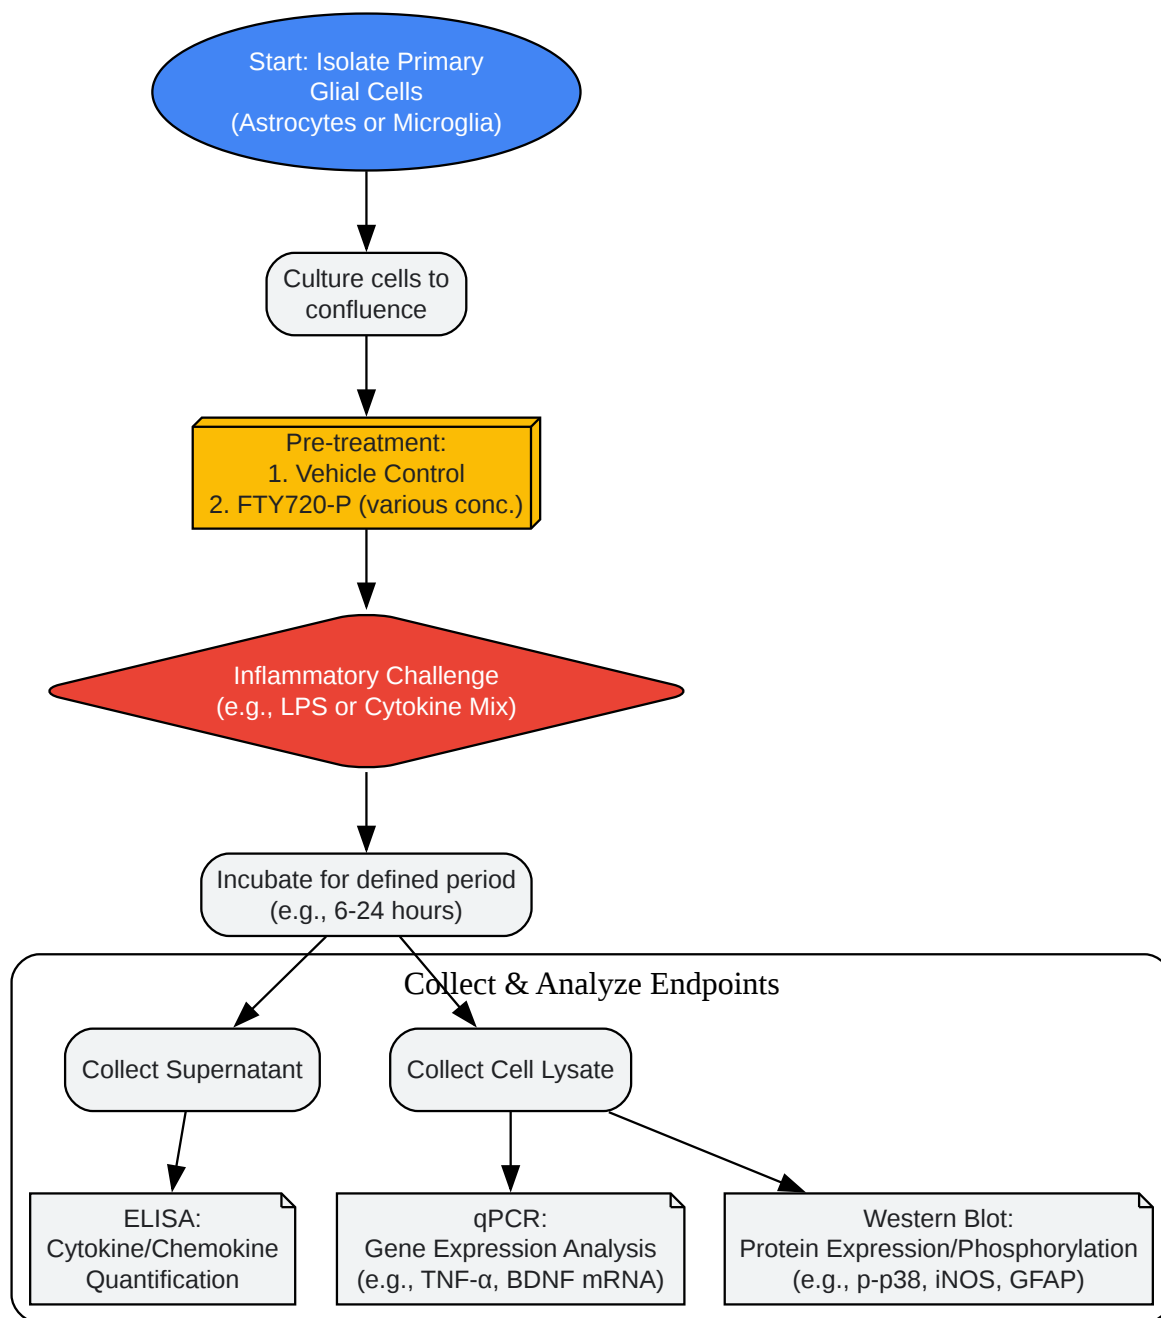 Start: Isolate Primary
Glial Cells
(Astrocytes or Microglia)
Culture cells to
confluence
Pre-treatment:
1. Vehicle Control
2. FTY720-P (various conc.)
Inflammatory Challenge
(e.g., LPS or Cytokine Mix)
Incubate for defined period
(e.g., 6-24 hours)
Collect & Analyze Endpoints
Collect Supernatant
Collect Cell Lysate
ELISA:
Cytokine/Chemokine
Quantification
qPCR:
Gene Expression Analysis
(e.g., TNF-α, BDNF mRNA)
Western Blot:
Protein Expression/Phosphorylation
(e.g., p-p38, iNOS, GFAP)